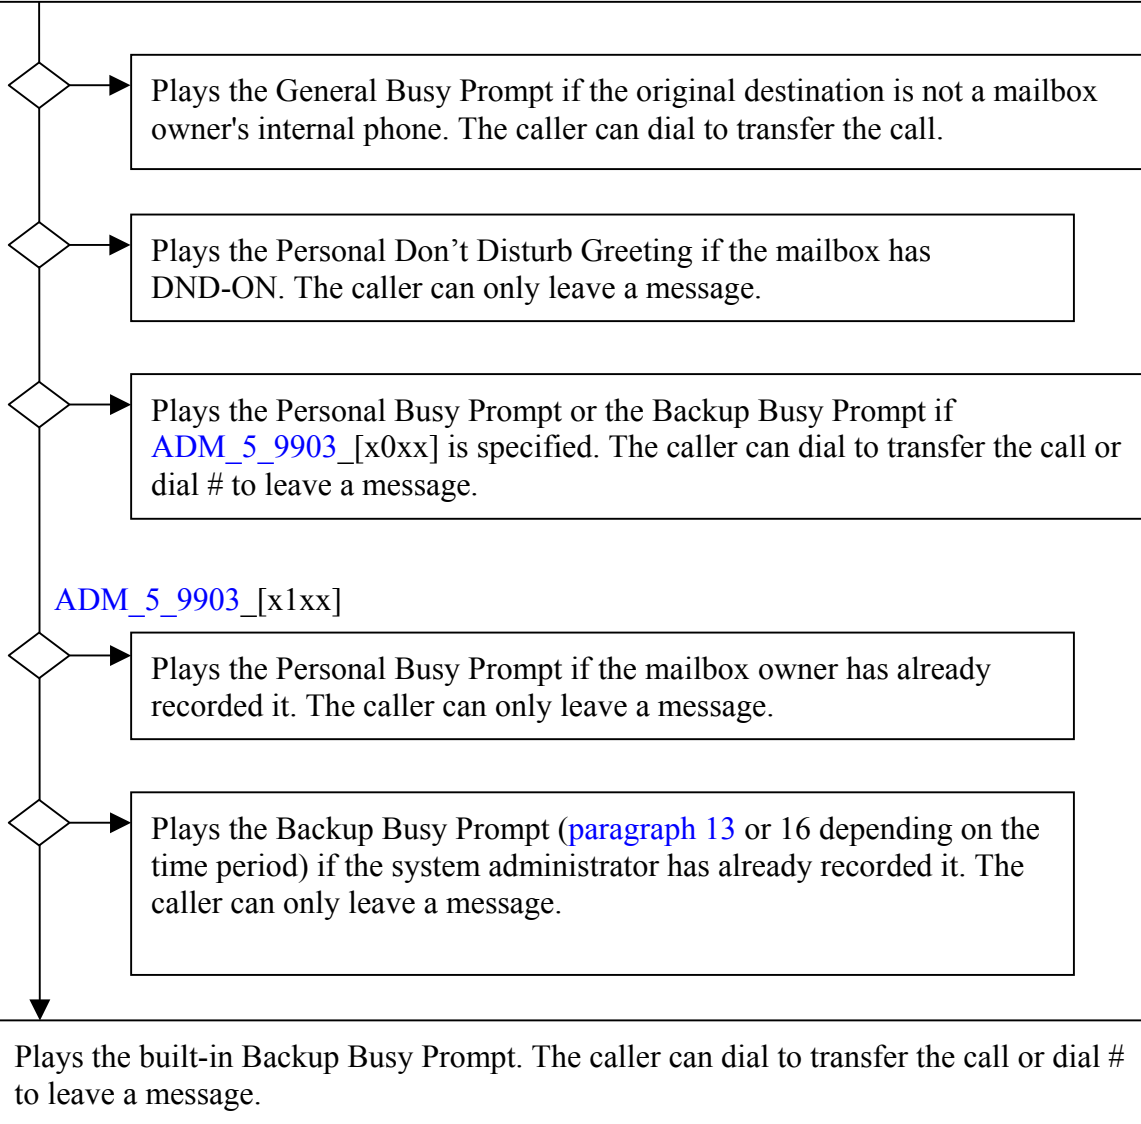 Plays the General Busy Prompt if the original destination is not a mailbox
owner's internal phone. The caller can dial to transfer the call.
Plays the Personal Don’t Disturb Greeting if the mailbox has
DND-ON. The caller can only leave a message.
Plays the Personal Busy Prompt or the Backup Busy Prompt if
ADM_5_9903_[x0xx] is specified. The caller can dial to transfer the call or
dial # to leave a message.
ADM_5_9903_[x1xx]
Plays the Personal Busy Prompt if the mailbox owner has already
recorded it. The caller can only leave a message.
Plays the Backup Busy Prompt (paragraph 13 or 16 depending on the
time period) if the system administrator has already recorded it. The
caller can only leave a message.
Plays the built-in Backup Busy Prompt. The caller can dial to transfer the call or dial #
to leave a message.